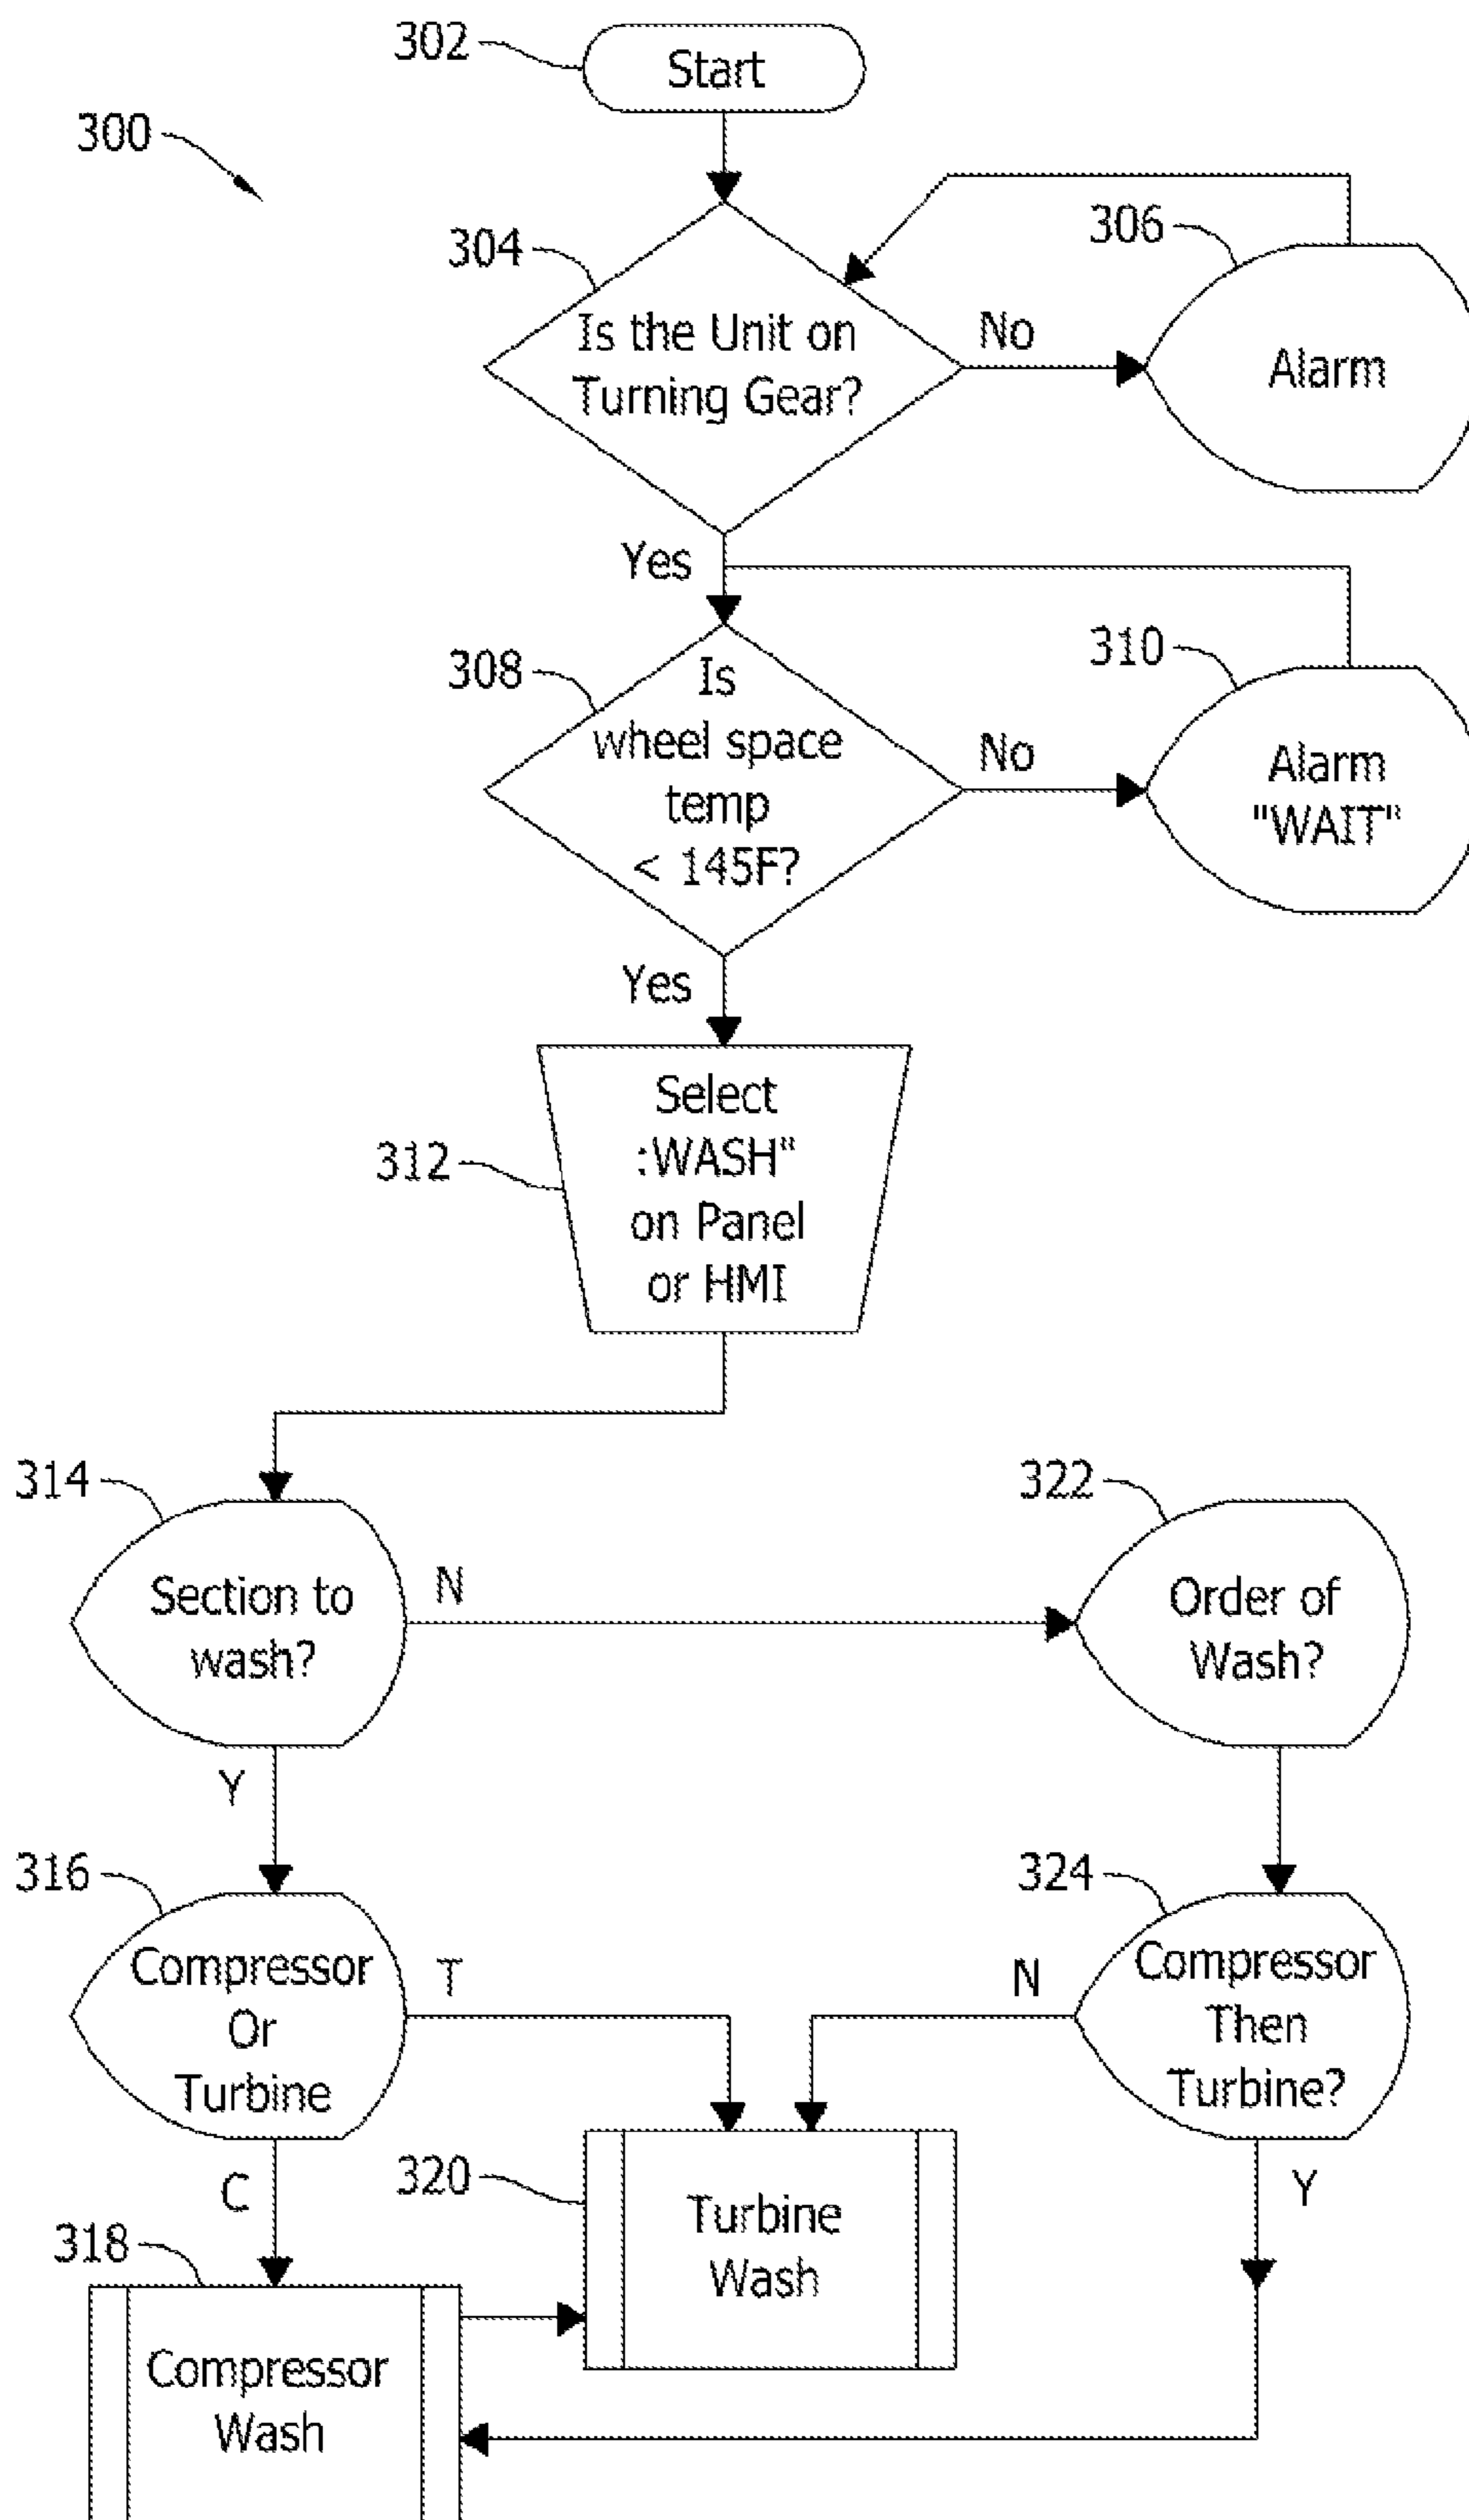 302
Start
300
304
Is the Unit on
Turning Gear?
No
306
Alarm
Yes
308
Is
wheel space
temp
< 145F?
No
310
Alarm
"WAIT"
Yes
312
Select
:WASH"
on Panel
or HMI
314
Section to
wash?
N
322
Order of
Wash?
Y
316
Compressor
Or
Turbine
T
N
324
Compressor
Then
Turbine?
C
320
Turbine
Wash
Y
318
Compressor
Wash